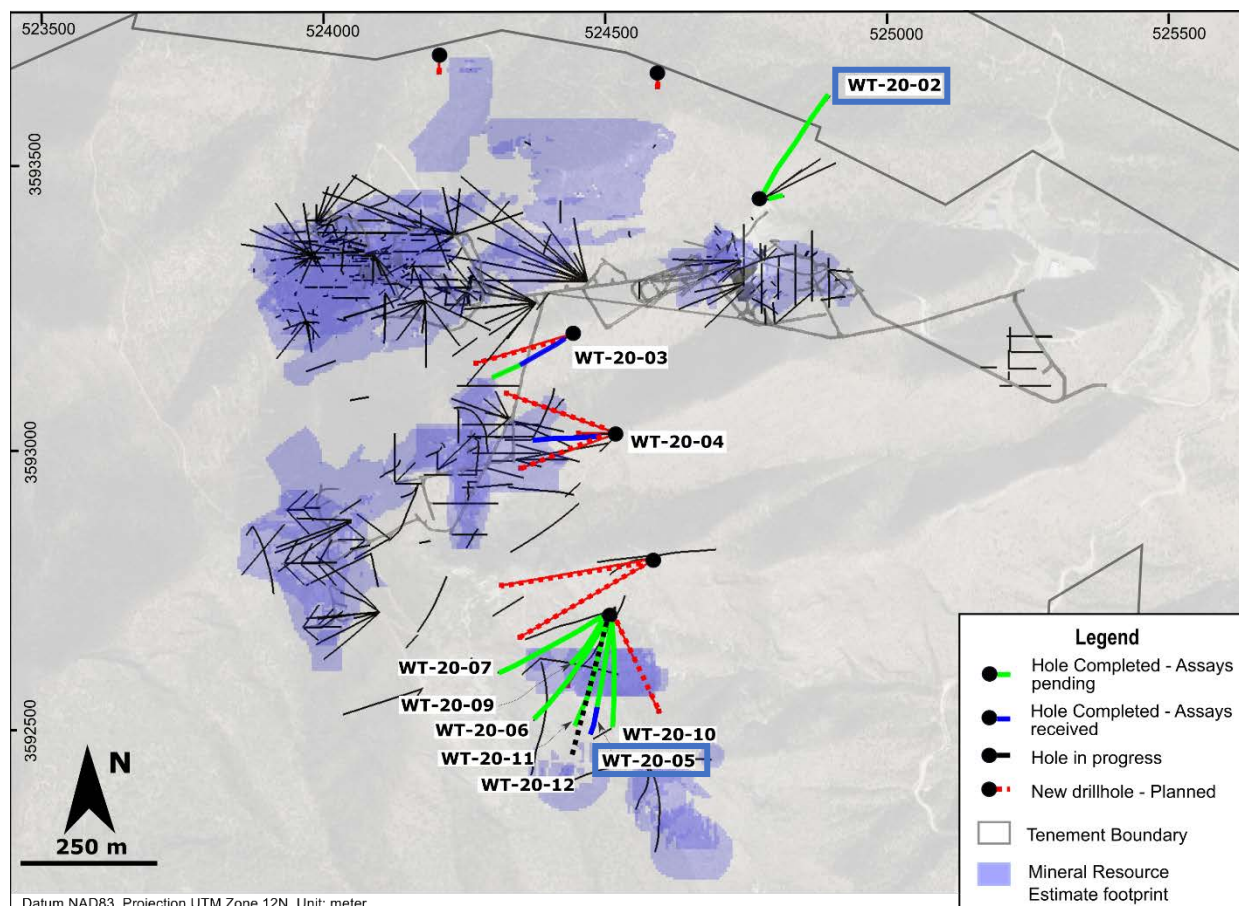 523500 524000 524500 525000 525500
3593500
3593000
3592500
WT-20-02
WT-20-03
WT-20-04
WT-20-07
WT-20-09
WT-20-06
WT-20-11
WT-20-12
WT-20-10
WT-20-05
N
250 m
Legend
Hole Completed - Assays
pending
Hole Completed - Assays
received
Hole in progress
New drillhole - Planned
Tenement Boundary
Mineral Resource
Estimate footprint
Datum NAD83, Projection UTM Zone 12N, Unit: meter